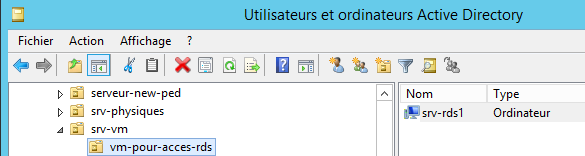 Utilisateurs et ordinateurs Active Directory
Fichier Action Affichage ?
serveur-new-ped
srv-physiques
srv-vm
vm-pour-acces-rds
Nom Type
srv-rds1 Ordinateur